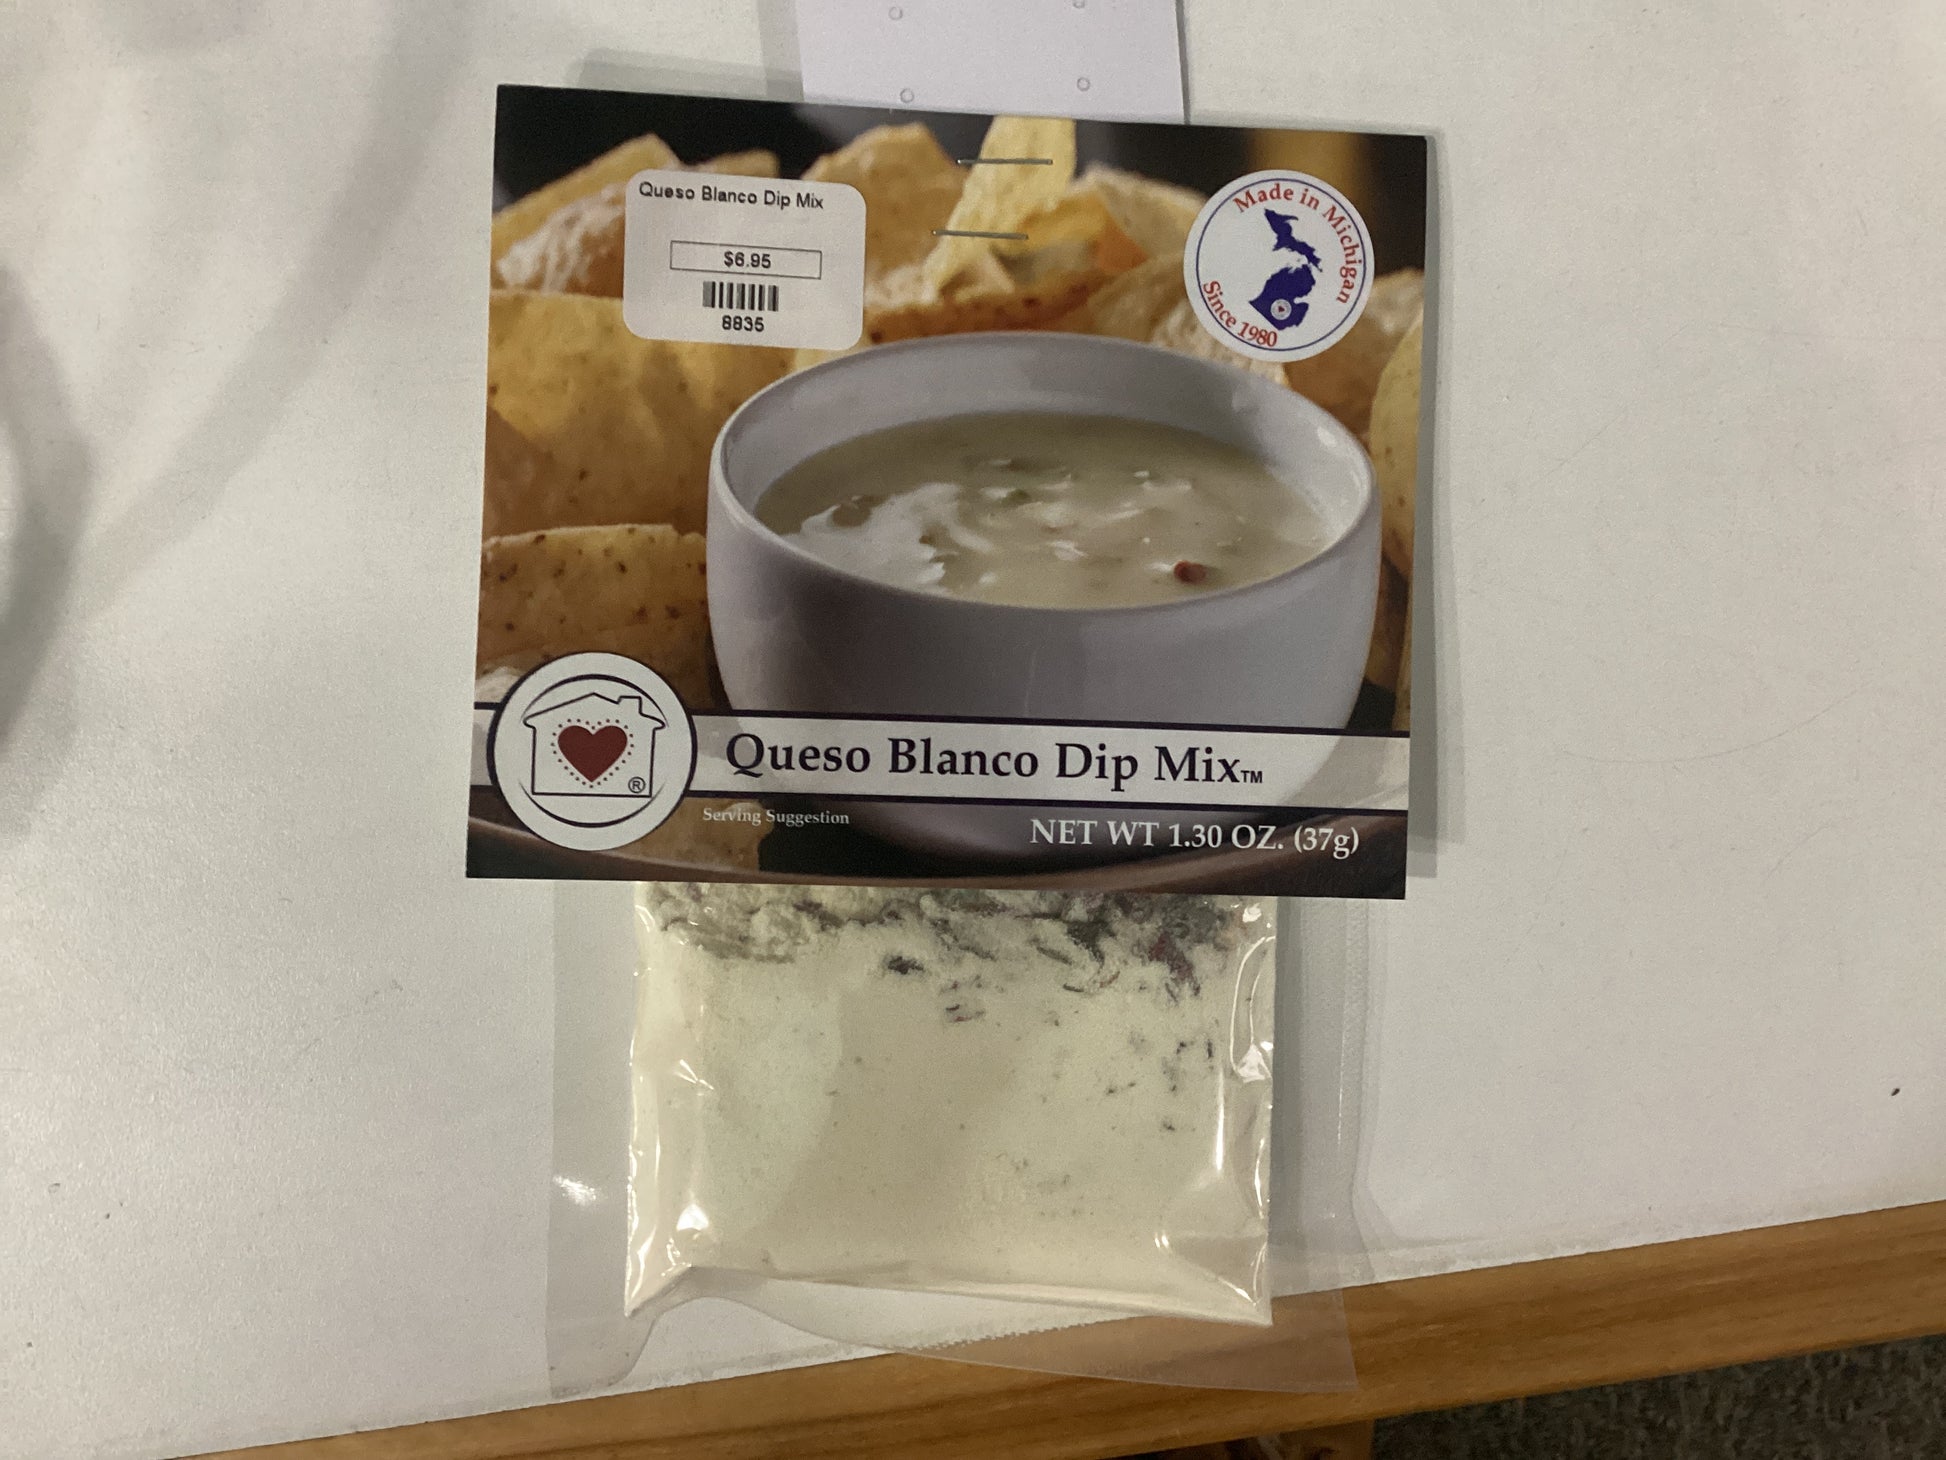 Queso Blanco Dip Mix
$6.95
8835
Made in Michigan
Since 1980
®
Queso Blanco Dip Mix™
Serving Suggestion
NET WT 1.30 OZ. (37g)